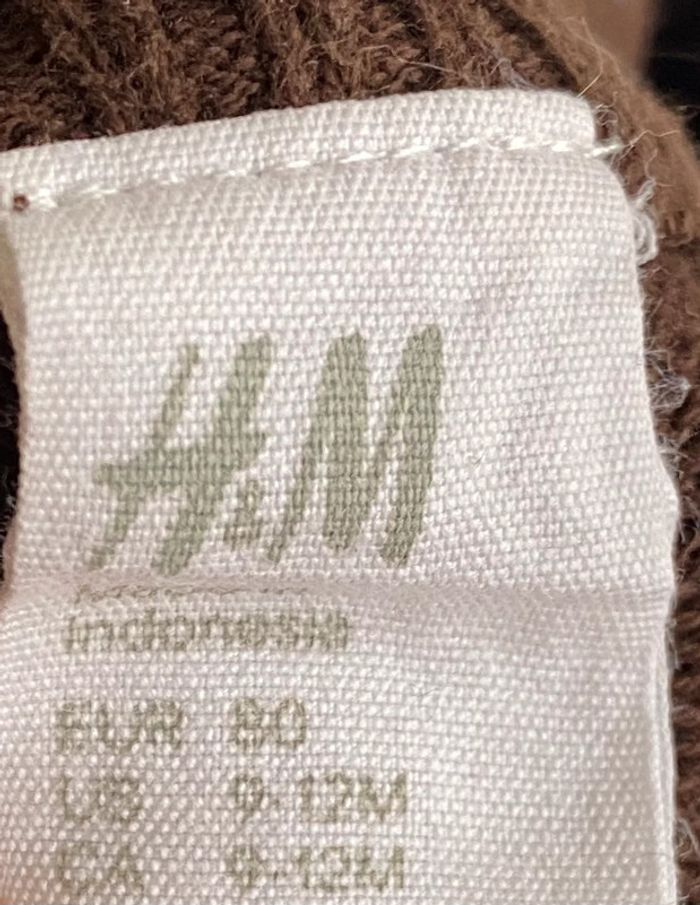 H&M
Indonesia
EUR 80
US 9-12M
CA 9-12M